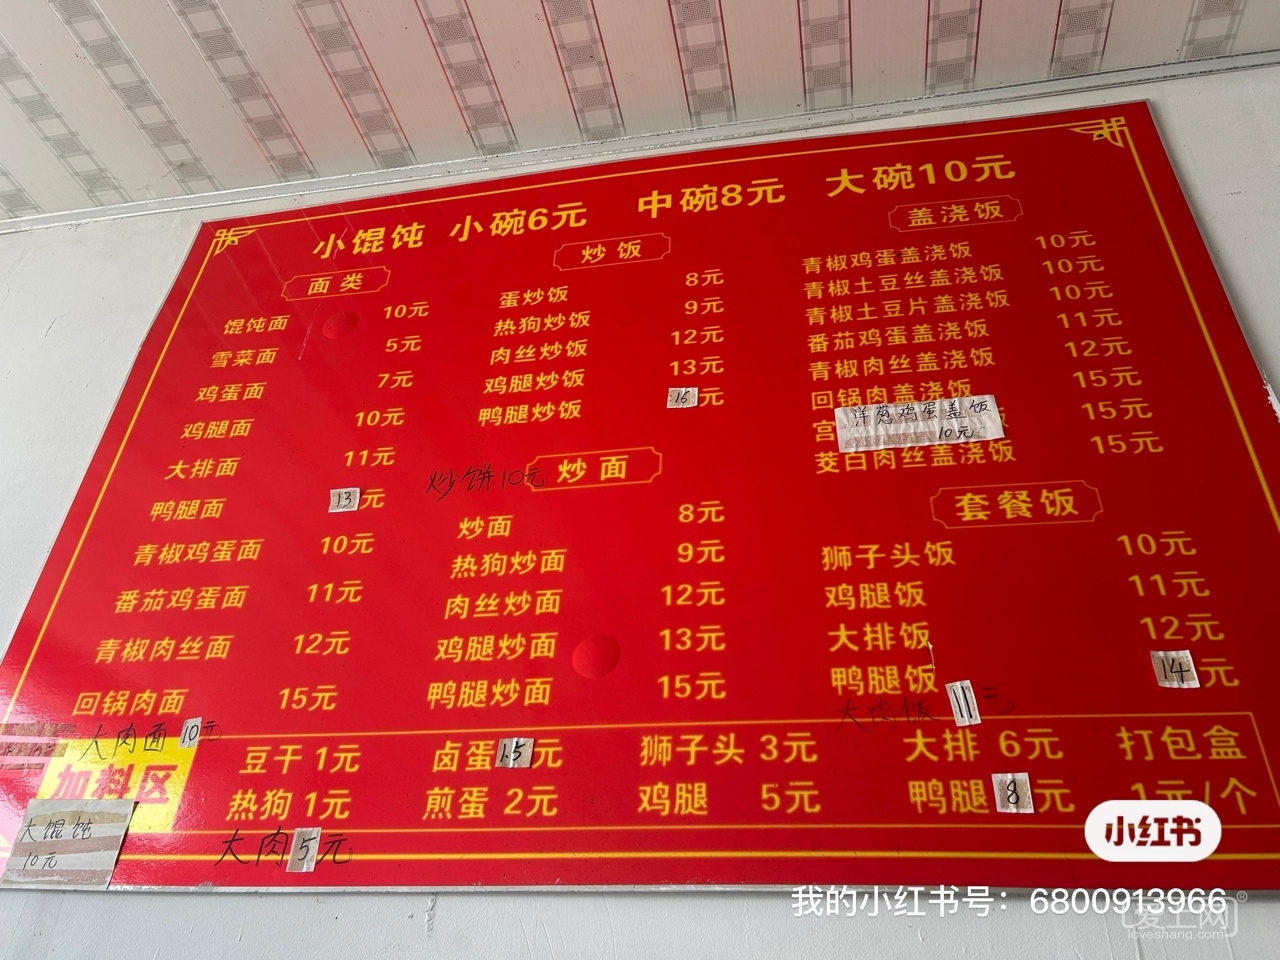 小馄饨 小碗6元 中碗8元 大碗10元
面类
馄饨面 10元
雪菜面 5元
鸡蛋面 7元
鸡腿面 10元
大排面 11元
鸭腿面 13元
青椒鸡蛋面 10元
番茄鸡蛋面 11元
青椒肉丝面 12元
回锅肉面 15元
大肉面 10元
炒饭
蛋炒饭 8元
热狗炒饭 9元
肉丝炒饭 12元
鸡腿炒饭 13元
鸭腿炒饭 15元
炒饼10元
炒面
炒面 8元
热狗炒面 9元
肉丝炒面 12元
鸡腿炒面 13元
鸭腿炒面 15元
盖浇饭
青椒鸡蛋盖浇饭 10元
青椒土豆丝盖浇饭 10元
青椒土豆片盖浇饭 10元
番茄鸡蛋盖浇饭 11元
青椒肉丝盖浇饭 12元
回锅肉盖浇饭 15元
洋葱鸡蛋盖饭
10元
宫 15元
茭白肉丝盖浇饭 15元
套餐饭
狮子头饭 10元
鸡腿饭 11元
大排饭 12元
鸭腿饭 14元
大肉饭 11元
加料区
豆干 1元 卤蛋1.5元 狮子头 3元 大排 6元 打包盒
热狗 1元 煎蛋 2元 鸡腿 5元 鸭腿8元 1元/个
大馄饨
10元
大肉5元
小红书
我的小红书号：6800913966
爱上网®
loveshang.com